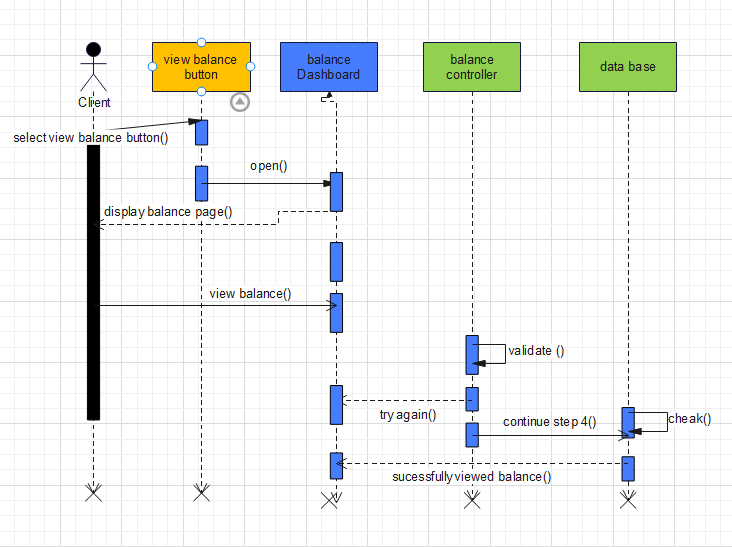 view balance
button
balance
Dashboard
balance
controller
data base
Client
select view balance button()
open()
display balance page()
view balance()
validate ()
try again()
continue step 4()
cheak()
sucessfully viewed balance()